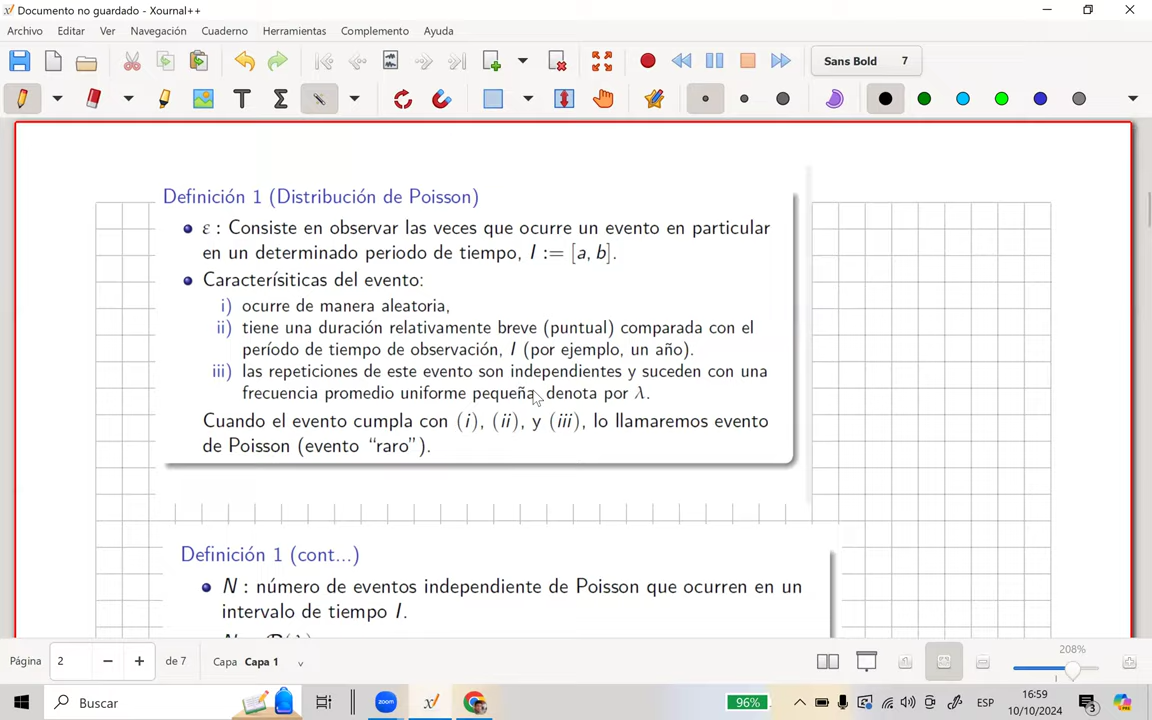 Documento no guardado - Xournal++
Archivo Editar Ver Navegación Cuaderno Herramientas Complemento Ayuda
Sans Bold 7
Definición 1 (Distribución de Poisson)
ε : Consiste en observar las veces que ocurre un evento en particular
en un determinado periodo de tiempo, I := [a, b].
Caracterísiticas del evento:
i) ocurre de manera aleatoria,
ii) tiene una duración relativamente breve (puntual) comparada con el
período de tiempo de observación, I (por ejemplo, un año).
iii) las repeticiones de este evento son independientes y suceden con una
frecuencia promedio uniforme pequeña denota por λ.
Cuando el evento cumpla con (i), (ii), y (iii), lo llamaremos evento
de Poisson (evento “raro”).
Definición 1 (cont...)
N : número de eventos independiente de Poisson que ocurren en un
intervalo de tiempo I.
Página 2 de 7 Capa Capa 1 208%
Buscar zoom 96% ESP 16:59
10/10/2024 3